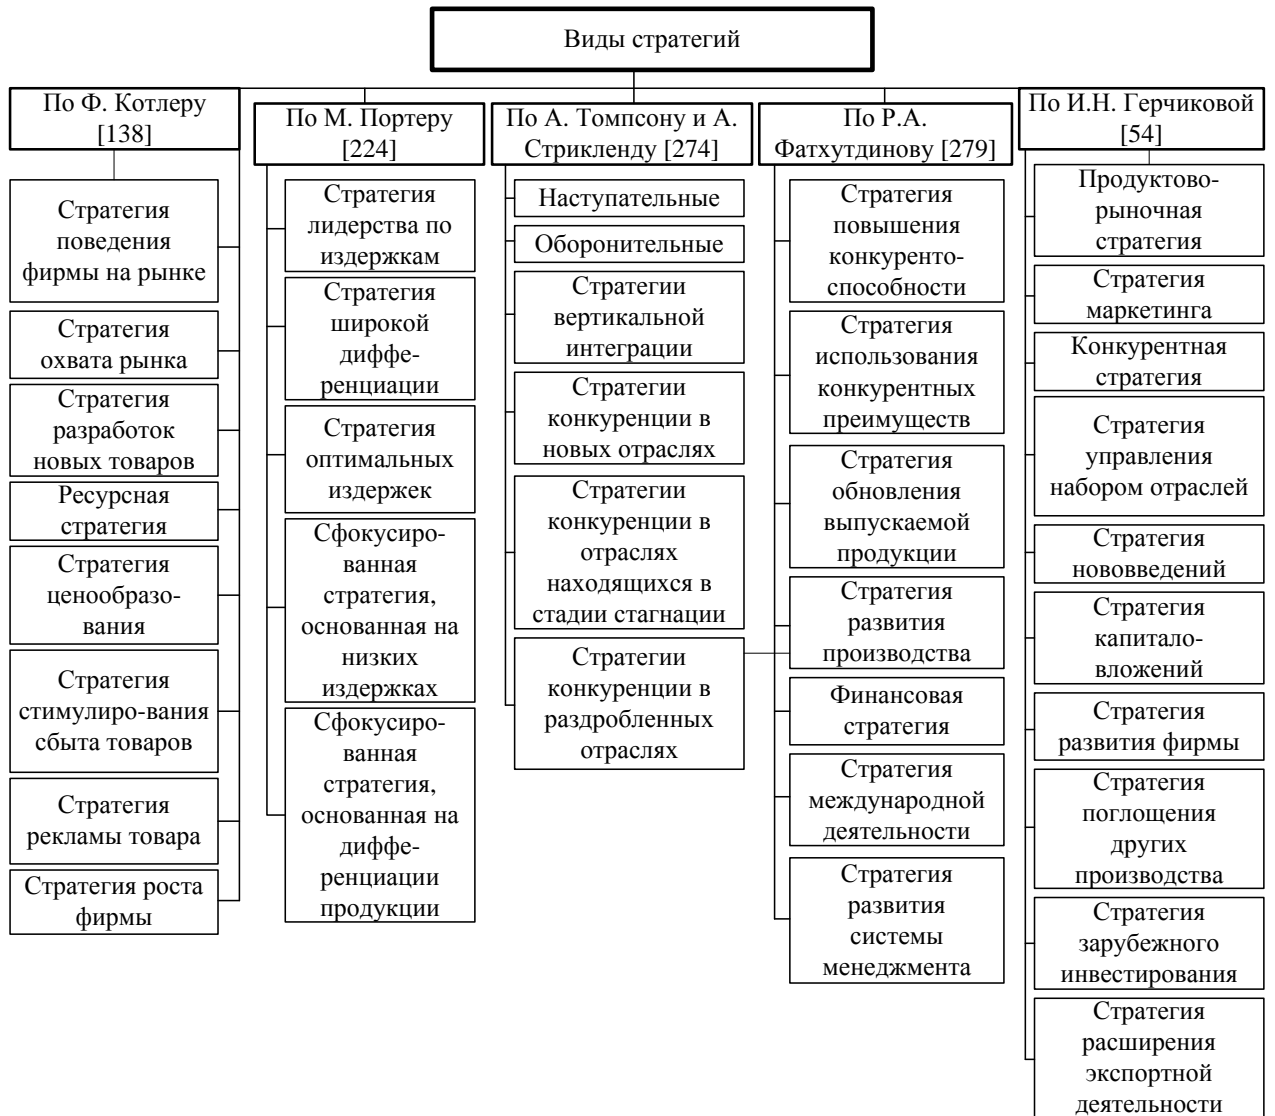 Виды стратегий
По Ф. Котлеру
[138]
Стратегия
поведения
фирмы на рынке
Стратегия
охвата рынка
Стратегия
разработок
новых товаров
Ресурсная
стратегия
Стратегия
ценообразо-
вания
Стратегия
стимулиро-вания
сбыта товаров
Стратегия
рекламы товара
Стратегия роста
фирмы
По М. Портеру
[224]
Стратегия
лидерства по
издержкам
Стратегия
широкой
диффе-
ренциации
Стратегия
оптимальных
издержек
Сфокусиро-
ванная
стратегия,
основанная на
низких
издержках
Сфокусиро-
ванная
стратегия,
основанная на
диффе-
ренциации
продукции
По А. Томпсону и А.
Стрикленду [274]
Наступательные
Оборонительные
Стратегии
вертикальной
интеграции
Стратегии
конкуренции в
новых отраслях
Стратегии
конкуренции в
отраслях
находящихся в
стадии стагнации
Стратегии
конкуренции в
раздробленных
отраслях
По Р.А.
Фатхутдинову [279]
Стратегия
повышения
конкуренто-
способности
Стратегия
использования
конкурентных
преимуществ
Стратегия
обновления
выпускаемой
продукции
Стратегия
развития
производства
Финансовая
стратегия
Стратегия
международной
деятельности
Стратегия
развития
системы
менеджмента
По И.Н. Герчиковой
[54]
Продуктово-
рыночная
стратегия
Стратегия
маркетинга
Конкурентная
стратегия
Стратегия
управления
набором отраслей
Стратегия
нововведений
Стратегия
капитало-
вложений
Стратегия
развития фирмы
Стратегия
поглощения
других
производства
Стратегия
зарубежного
инвестирования
Стратегия
расширения
экспортной
деятельности